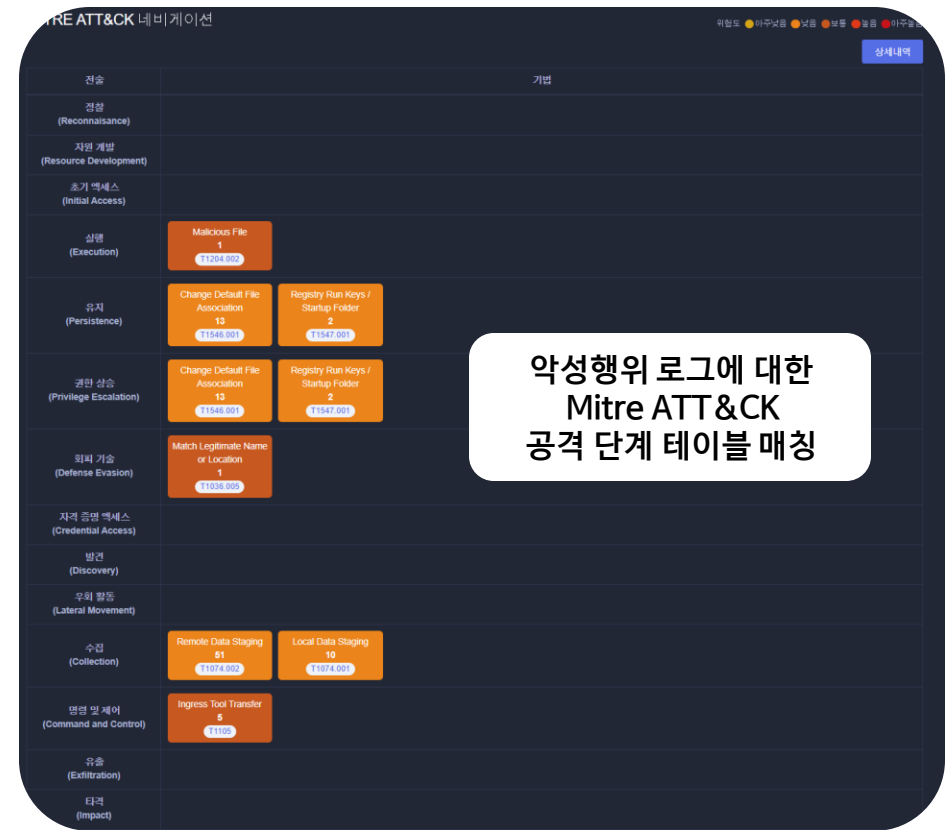 RE ATT&CK 네비게이션
위험도 아주낮음 낮음 보통 높음 아주높음
상세내역
전술 기법
정찰
(Reconnaisance)
자원 개발
(Resource Development)
초기 엑세스
(Initial Access)
실행
(Execution)
Malicious File
1
T1204.002
유지
(Persistence)
Change Default File
Association
13
T1546.001
Registry Run Keys /
Startup Folder
2
T1547.001
권한 상승
(Privilege Escalation)
Change Default File
Association
13
T1546.001
Registry Run Keys /
Startup Folder
2
T1547.001
악성행위 로그에 대한
Mitre ATT&CK
공격 단계 테이블 매칭
회피 기술
(Defense Evasion)
Match Legitimate Name
or Location
1
T1036.005
자격 증명 엑세스
(Credential Access)
발견
(Discovery)
우회 활동
(Lateral Movement)
수집
(Collection)
Remote Data Staging
51
T1074.002
Local Data Staging
10
T1074.001
명령 및 제어
(Command and Control)
Ingress Tool Transfer
5
T1105
유출
(Exfiltration)
타격
(Impact)